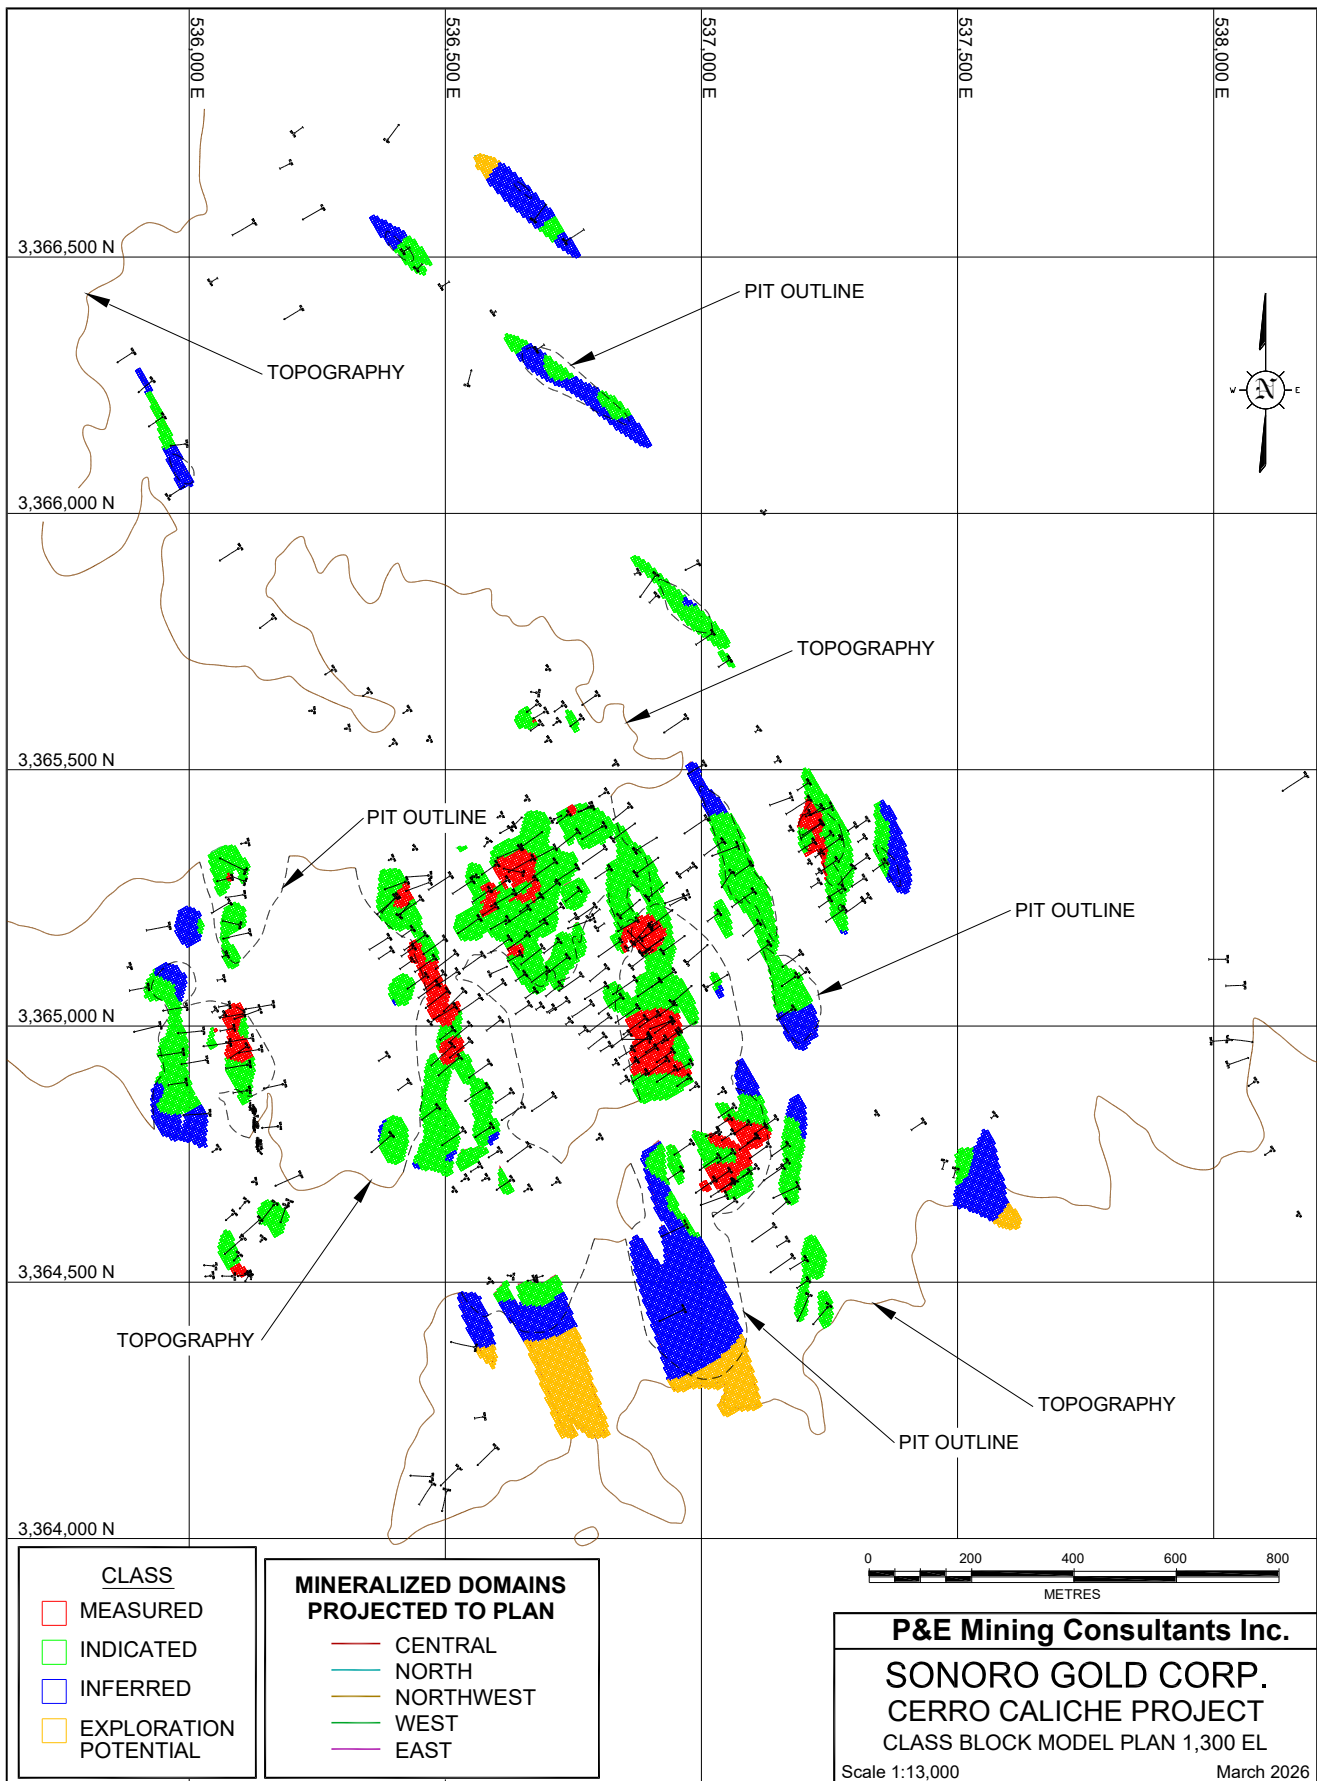 536,000 E
536,500 E
537,000 E
537,500 E
538,000 E
3,366,500 N
PIT OUTLINE
TOPOGRAPHY
W N E
3,366,000 N
TOPOGRAPHY
3,365,500 N
PIT OUTLINE
PIT OUTLINE
3,365,000 N
3,364,500 N
TOPOGRAPHY
TOPOGRAPHY
PIT OUTLINE
3,364,000 N
CLASS
MEASURED
INDICATED
INFERRED
EXPLORATION
POTENTIAL
MINERALIZED DOMAINS
PROJECTED TO PLAN
CENTRAL
NORTH
NORTHWEST
WEST
EAST
0 200 400 600 800
METRES
P&E Mining Consultants Inc.
SONORO GOLD CORP.
CERRO CALICHE PROJECT
CLASS BLOCK MODEL PLAN 1,300 EL
Scale 1:13,000 March 2026